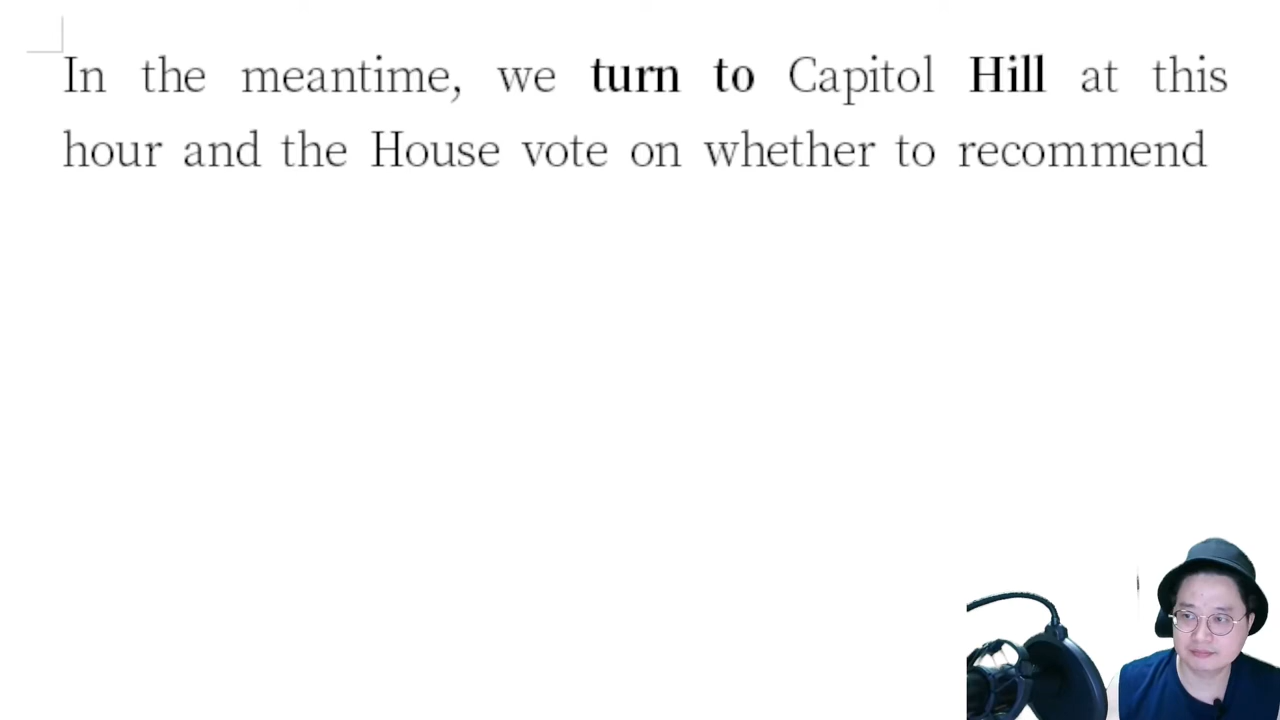 In the meantime, we turn to Capitol Hill at this
hour and the House vote on whether to recommend